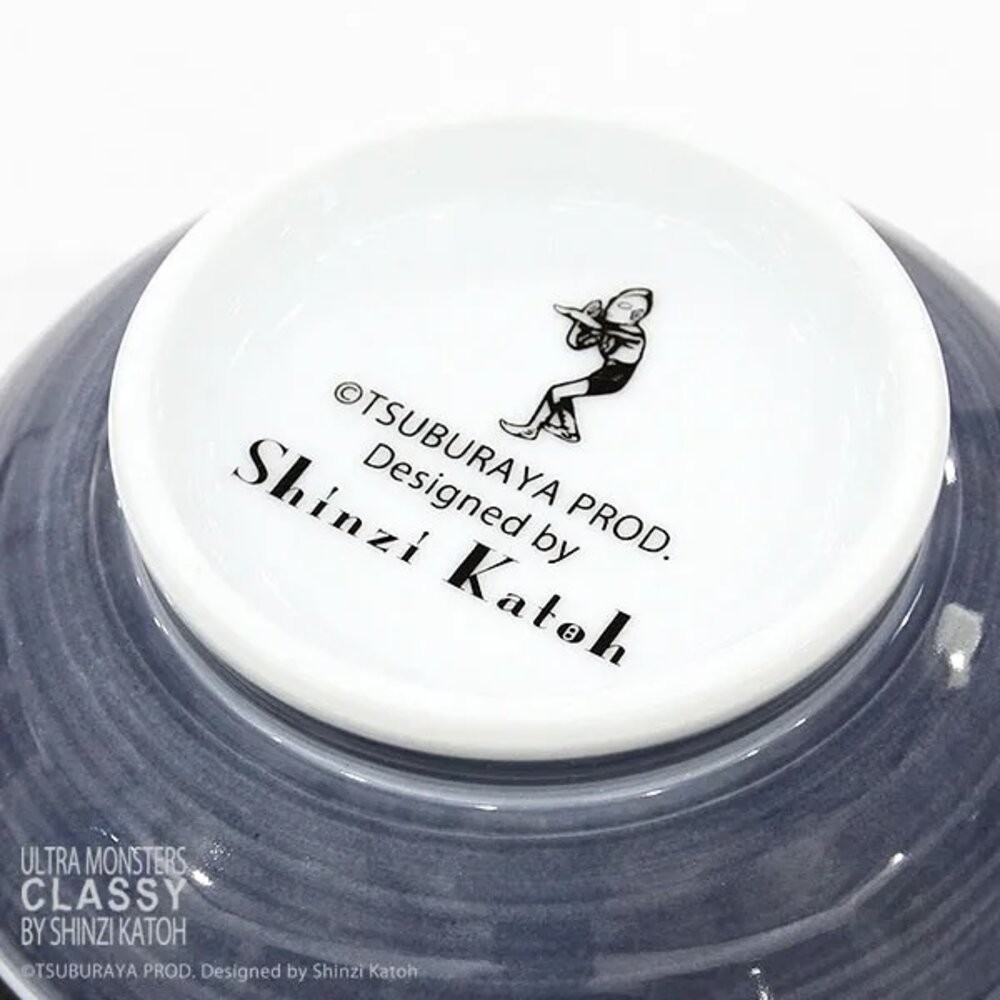 ©TSUBURAYA PROD.
Designed by
Shinzi Katoh
ULTRA MONSTERS
CLASSY
BY SHINZI KATOH
©TSUBURAYA PROD. Designed by Shinzi Katoh